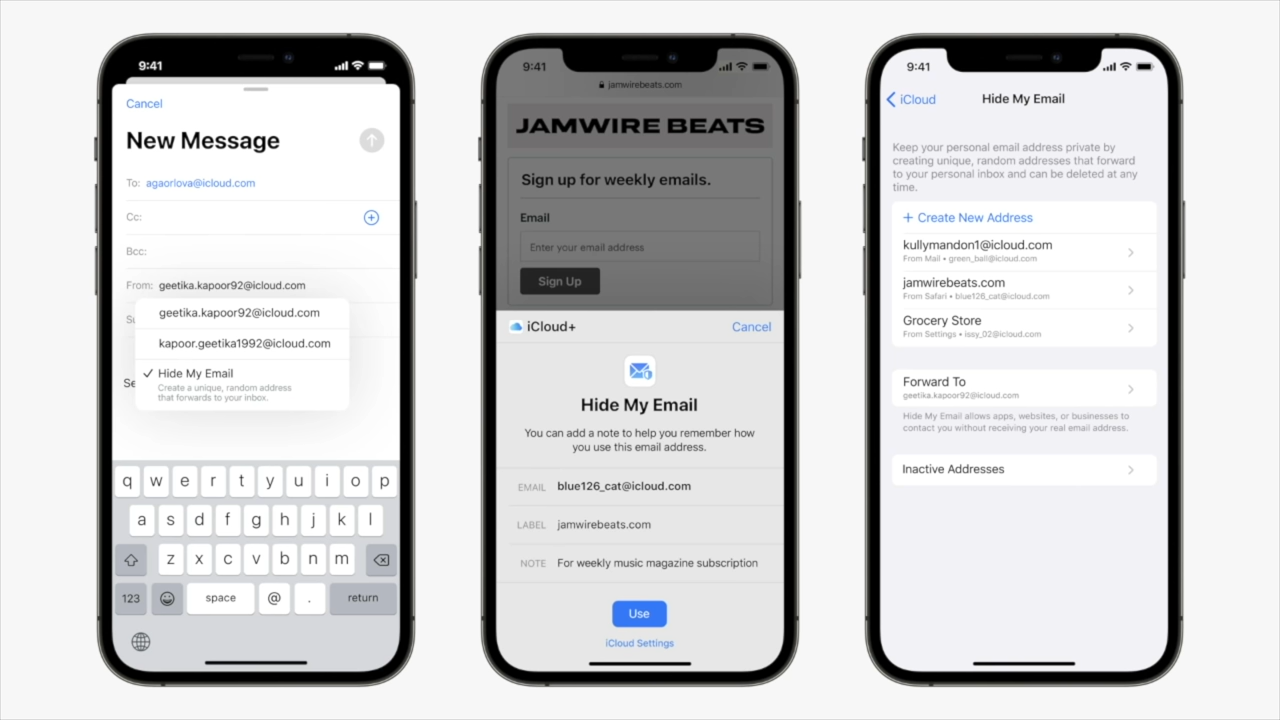 9:41
Cancel
New Message
To: agaorlova@icloud.com
Cc:
Bcc:
From: geetika.kapoor92@icloud.com
Su
geetika.kapoor92@icloud.com
kapoor.geetika1992@icloud.com
Se
✓ Hide My Email
Create a unique, random address
that forwards to your inbox.
q w e r t y u i o p
a s d f g h j k l
z x c v b n m
123 space @ . return
9:41
jamwirebeats.com
JAMWIRE BEATS
Sign up for weekly emails.
Email
Enter your email address
Sign Up
iCloud+ Cancel
Hide My Email
You can add a note to help you remember how
you use this email address.
EMAIL blue126_cat@icloud.com
LABEL jamwirebeats.com
NOTE For weekly music magazine subscription
Use
iCloud Settings
9:41
iCloud Hide My Email
Keep your personal email address private by
creating unique, random addresses that forward
to your personal inbox and can be deleted at any
time.
+ Create New Address
kullymandon1@icloud.com
From Mail • green_ball@icloud.com
jamwirebeats.com
From Safari • blue126_cat@icloud.com
Grocery Store
From Settings • issy_02@icloud.com
Forward To
geetika.kapoor92@icloud.com
Hide My Email allows apps, websites, or businesses to
contact you without receiving your real email address.
Inactive Addresses